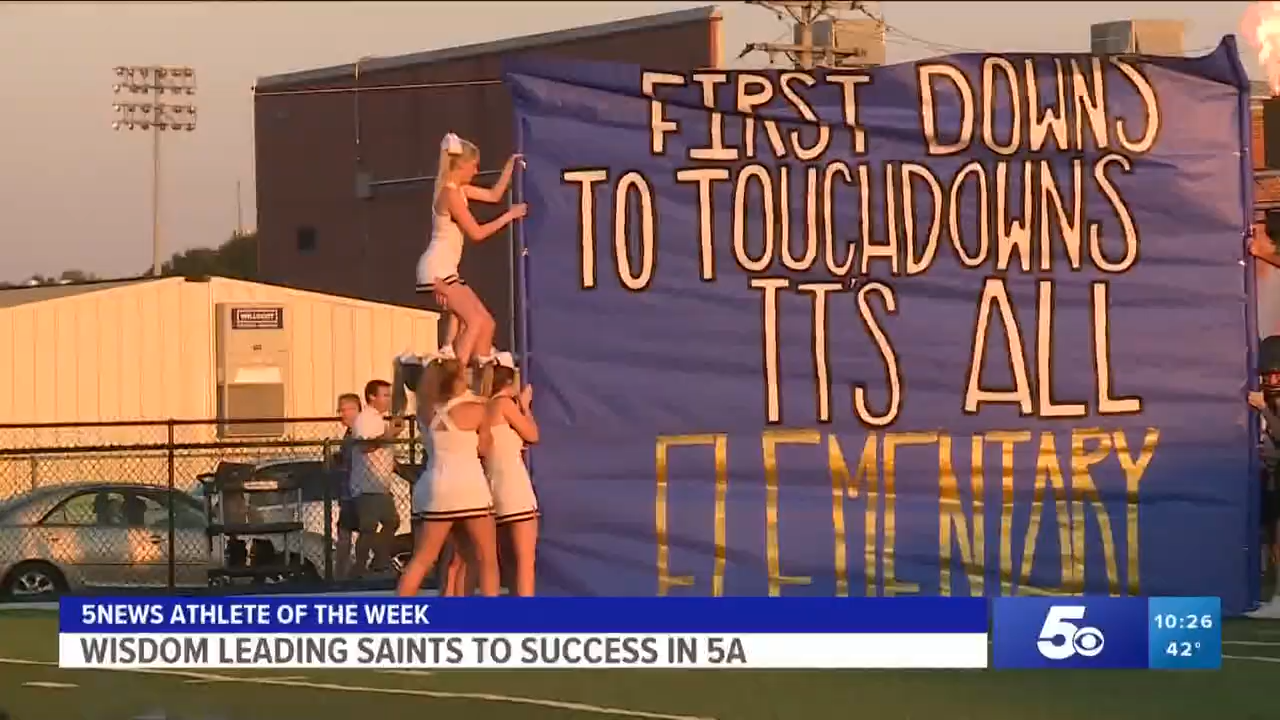 FIRST DOWNS
TO TOUCHDOWNS
IT'S ALL
ELEMENTARY
5NEWS ATHLETE OF THE WEEK
WISDOM LEADING SAINTS TO SUCCESS IN 5A
5
10:26
42°